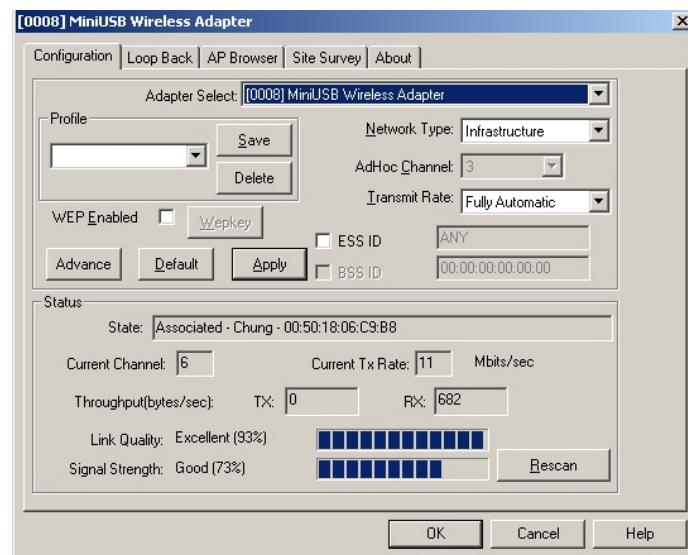 [0008] MiniUSB Wireless Adapter
Configuration Loop Back AP Browser Site Survey About
Adapter Select: [0008] MiniUSB Wireless Adapter
Profile
Save
Delete
Network Type: Infrastructure
AdHoc Channel: 3
Transmit Rate: Fully Automatic
WEP Enabled Wepkey
ESS ID ANY
BSS ID 00:00:00:00:00:00
Advance Default Apply
Status
State: Associated - Chung - 00:50:18:06:C9:B8
Current Channel: 6 Current Tx Rate: 11 Mbits/sec
Throughput(bytes/sec): TX: 0 RX: 682
Link Quality: Excellent (93%)
Signal Strength: Good (73%)
Rescan
OK Cancel Help